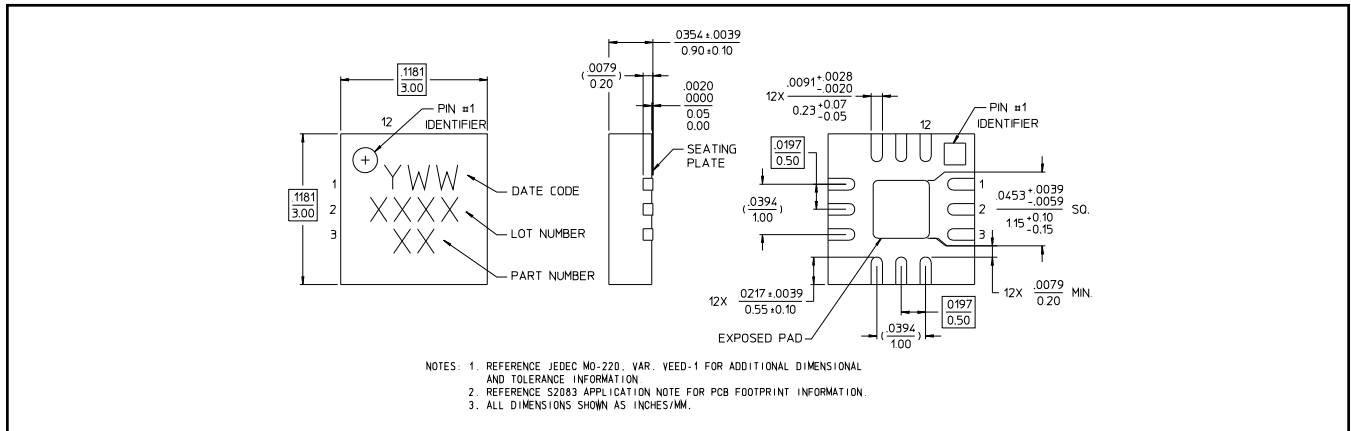 .1181
3.00
12
PIN #1
IDENTIFIER
.1181
3.00
1
2
3
YWW
XXXX
XX
DATE CODE
LOT NUMBER
PART NUMBER
.0354 ±.0039
0.90 ±0.10
(.0079
0.20)
.0020
.0000
0.05
0.00
SEATING
PLATE
12X .0091 +.0028 -.0020
0.23 +0.07 -0.05
12
PIN #1
IDENTIFIER
.0197
0.50
(.0394
1.00)
1
2
3
.0453 +.0039 -.0059 SQ.
1.15 +0.10 -0.15
12X .0217 ±.0039
0.55 ±0.10
EXPOSED PAD
(.0394
1.00)
.0197
0.50
12X .0079 MIN.
0.20
NOTES: 1. REFERENCE JEDEC MO-220, VAR. VEED-1 FOR ADDITIONAL DIMENSIONAL
AND TOLERANCE INFORMATION
2. REFERENCE S2083 APPLICATION NOTE FOR PCB FOOTPRINT INFORMATION.
3. ALL DIMENSIONS SHOWN AS INCHES/MM.